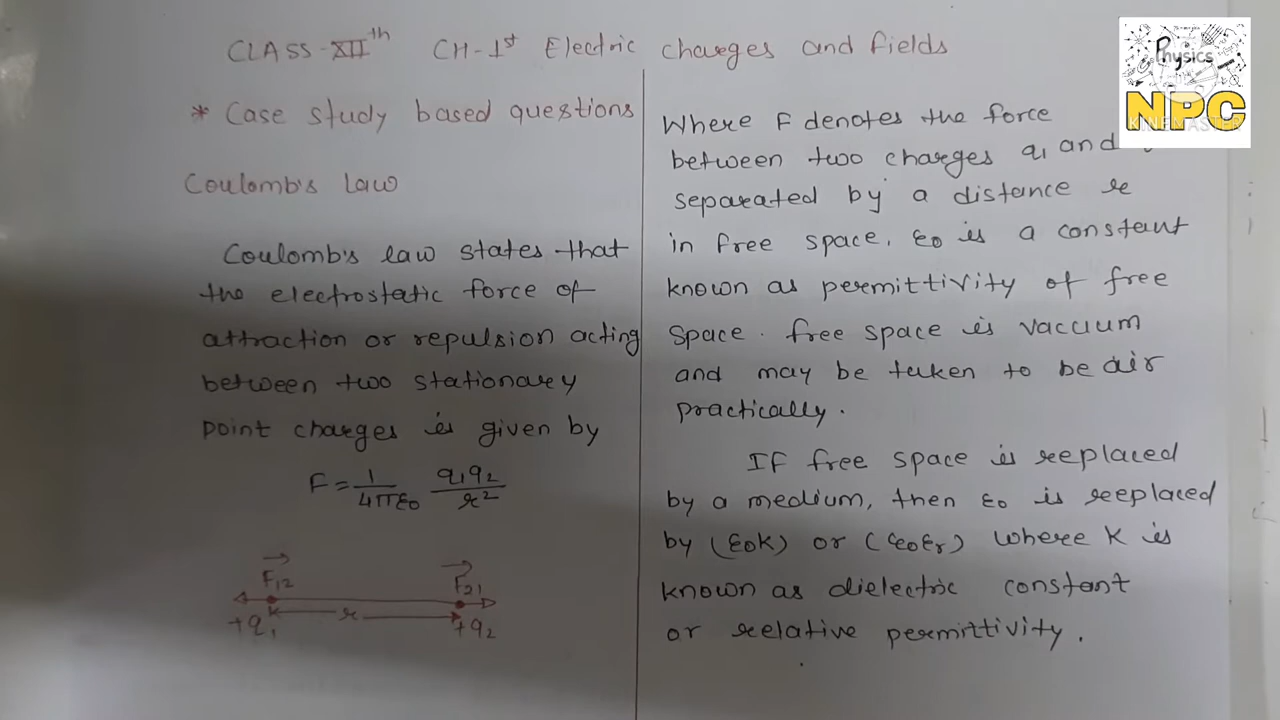 CLASS-XIIth CH-1st Electric charges and fields
* Case study based questions
Coulomb's Law
Coulomb's law states that
the electrostatic force of
attraction or repulsion acting
between two stationary
point charges is given by
F = 1/4πε0 q1q2/r²
F12 F21
r
+q1 +q2
Where F denotes the force
between two charges q1 and
separated by a distance r
in free space. ε0 is a constant
known as permittivity of free
space. free space is vaccum
and may be taken to be air
practically.
If free space is replaced
by a medium, then ε0 is reeplaced
by (ε0K) or (ε0εr) where K is
known as dielectric constant
or relative permittivity.
Physics
NPC
KINEMASTER